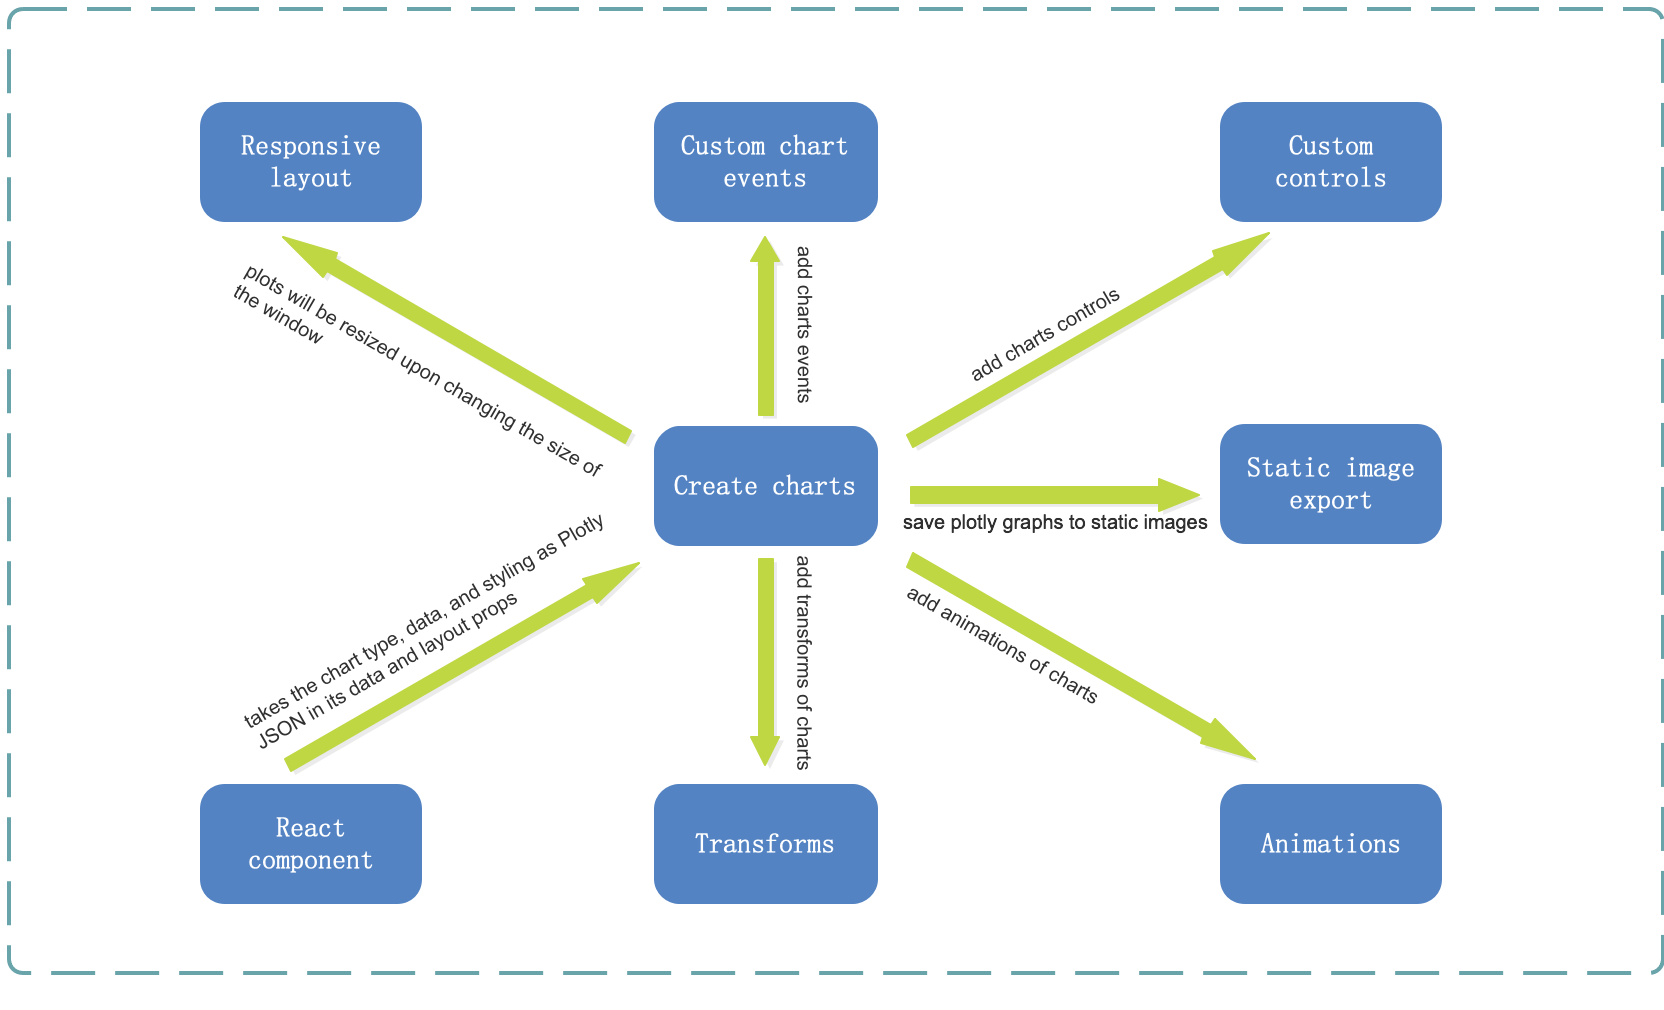 Responsive
layout
Custom chart
events
Custom
controls
plots will be resized upon changing the size of
the window
add charts events
add charts controls
Create charts
Static image
export
save plotly graphs to static images
takes the chart type, data, and styling as Plotly
JSON in its data and layout props
add transforms of charts
add animations of charts
React
component
Transforms
Animations